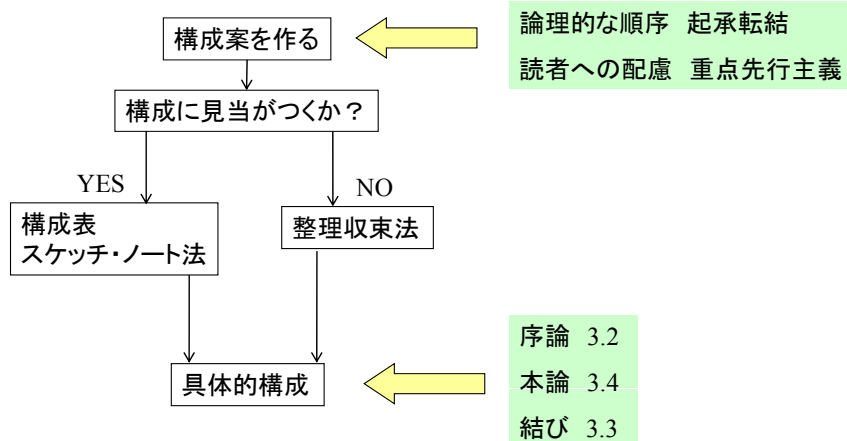 構成案を作る
論理的な順序 起承転結
読者への配慮 重点先行主義
構成に見当がつくか?
YES
NO
構成表
スケッチ・ノート法
整理収束法
具体的構成
序論 3.2
本論 3.4
結び 3.3